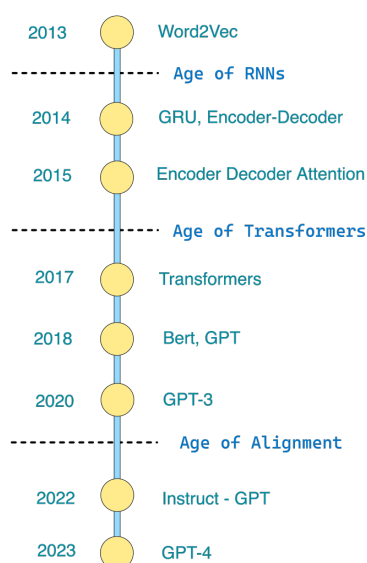 2013 Word2Vec
Age of RNNs
2014 GRU, Encoder-Decoder
2015 Encoder Decoder Attention
Age of Transformers
2017 Transformers
2018 Bert, GPT
2020 GPT-3
Age of Alignment
2022 Instruct - GPT
2023 GPT-4